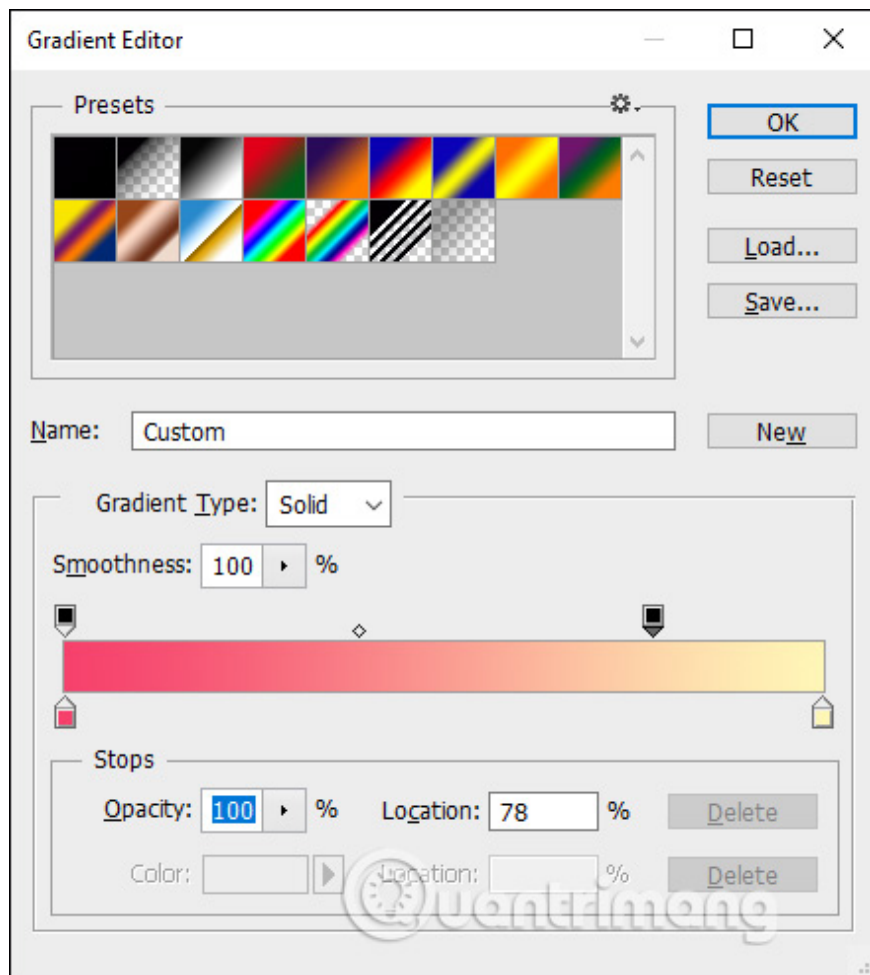 Gradient Editor
Presets
OK
Reset
Load...
Save...
Name: Custom New
Gradient Type: Solid
Smoothness: 100 %
Stops
Opacity: 100 % Location: 78 % Delete
Color: Location: % Delete
Quantrimang